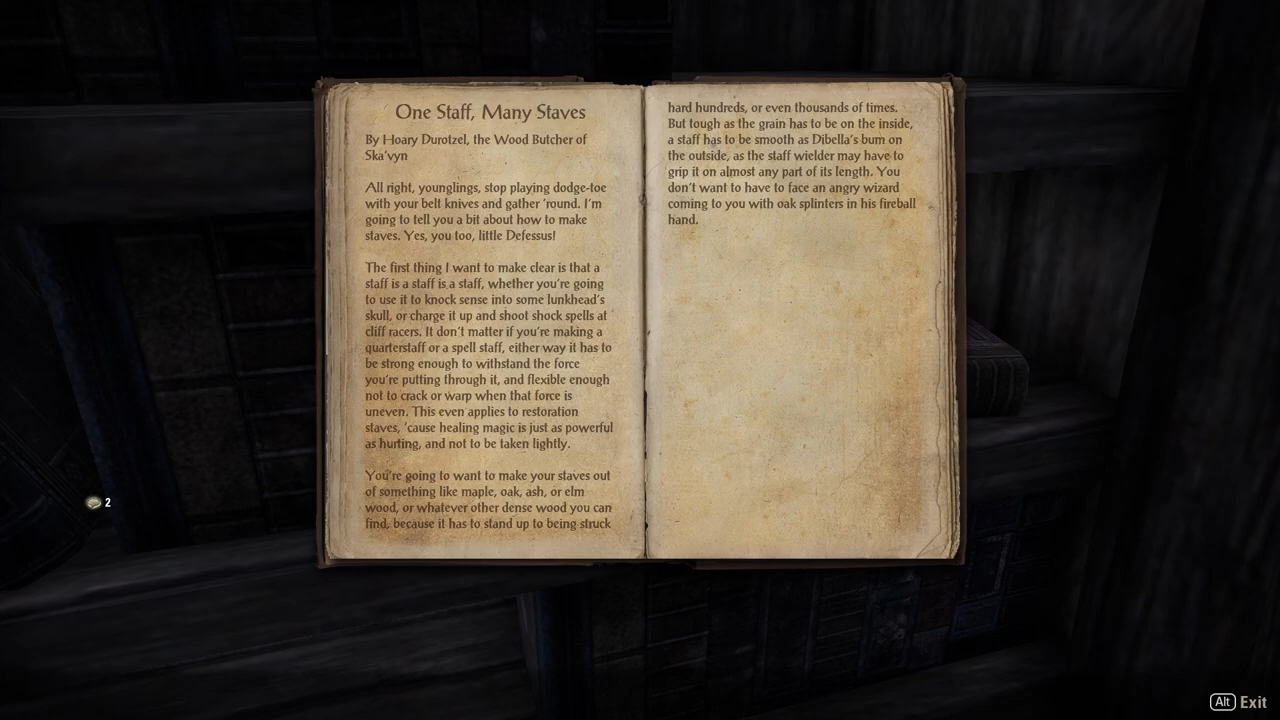 One Staff, Many Staves
By Hoary Durotzel, the Wood Butcher of
Ska'vyn
All right, younglings, stop playing dodge-toe
with your belt knives and gather 'round. I'm
going to tell you a bit about how to make
staves. Yes, you too, little Defessus!
The first thing I want to make clear is that a
staff is a staff is a staff, whether you're going
to use it to knock sense into some lunkhead's
skull, or charge it up and shoot shock spells at
cliff racers. It don't matter if you're making a
quarterstaff or a spell staff, either way it has to
be strong enough to withstand the force
you're putting through it, and flexible enough
not to crack or warp when that force is
uneven. This even applies to restoration
staves, 'cause healing magic is just as powerful
as hurting, and not to be taken lightly.
You're going to want to make your staves out
of something like maple, oak, ash, or elm
wood, or whatever other dense wood you can
find, because it has to stand up to being struck
hard hundreds, or even thousands of times.
But tough as the grain has to be on the inside,
a staff has to be smooth as Dibella's bum on
the outside, as the staff wielder may have to
grip it on almost any part of its length. You
don't want to have to face an angry wizard
coming to you with oak splinters in his fireball
hand.
2
Alt Exit